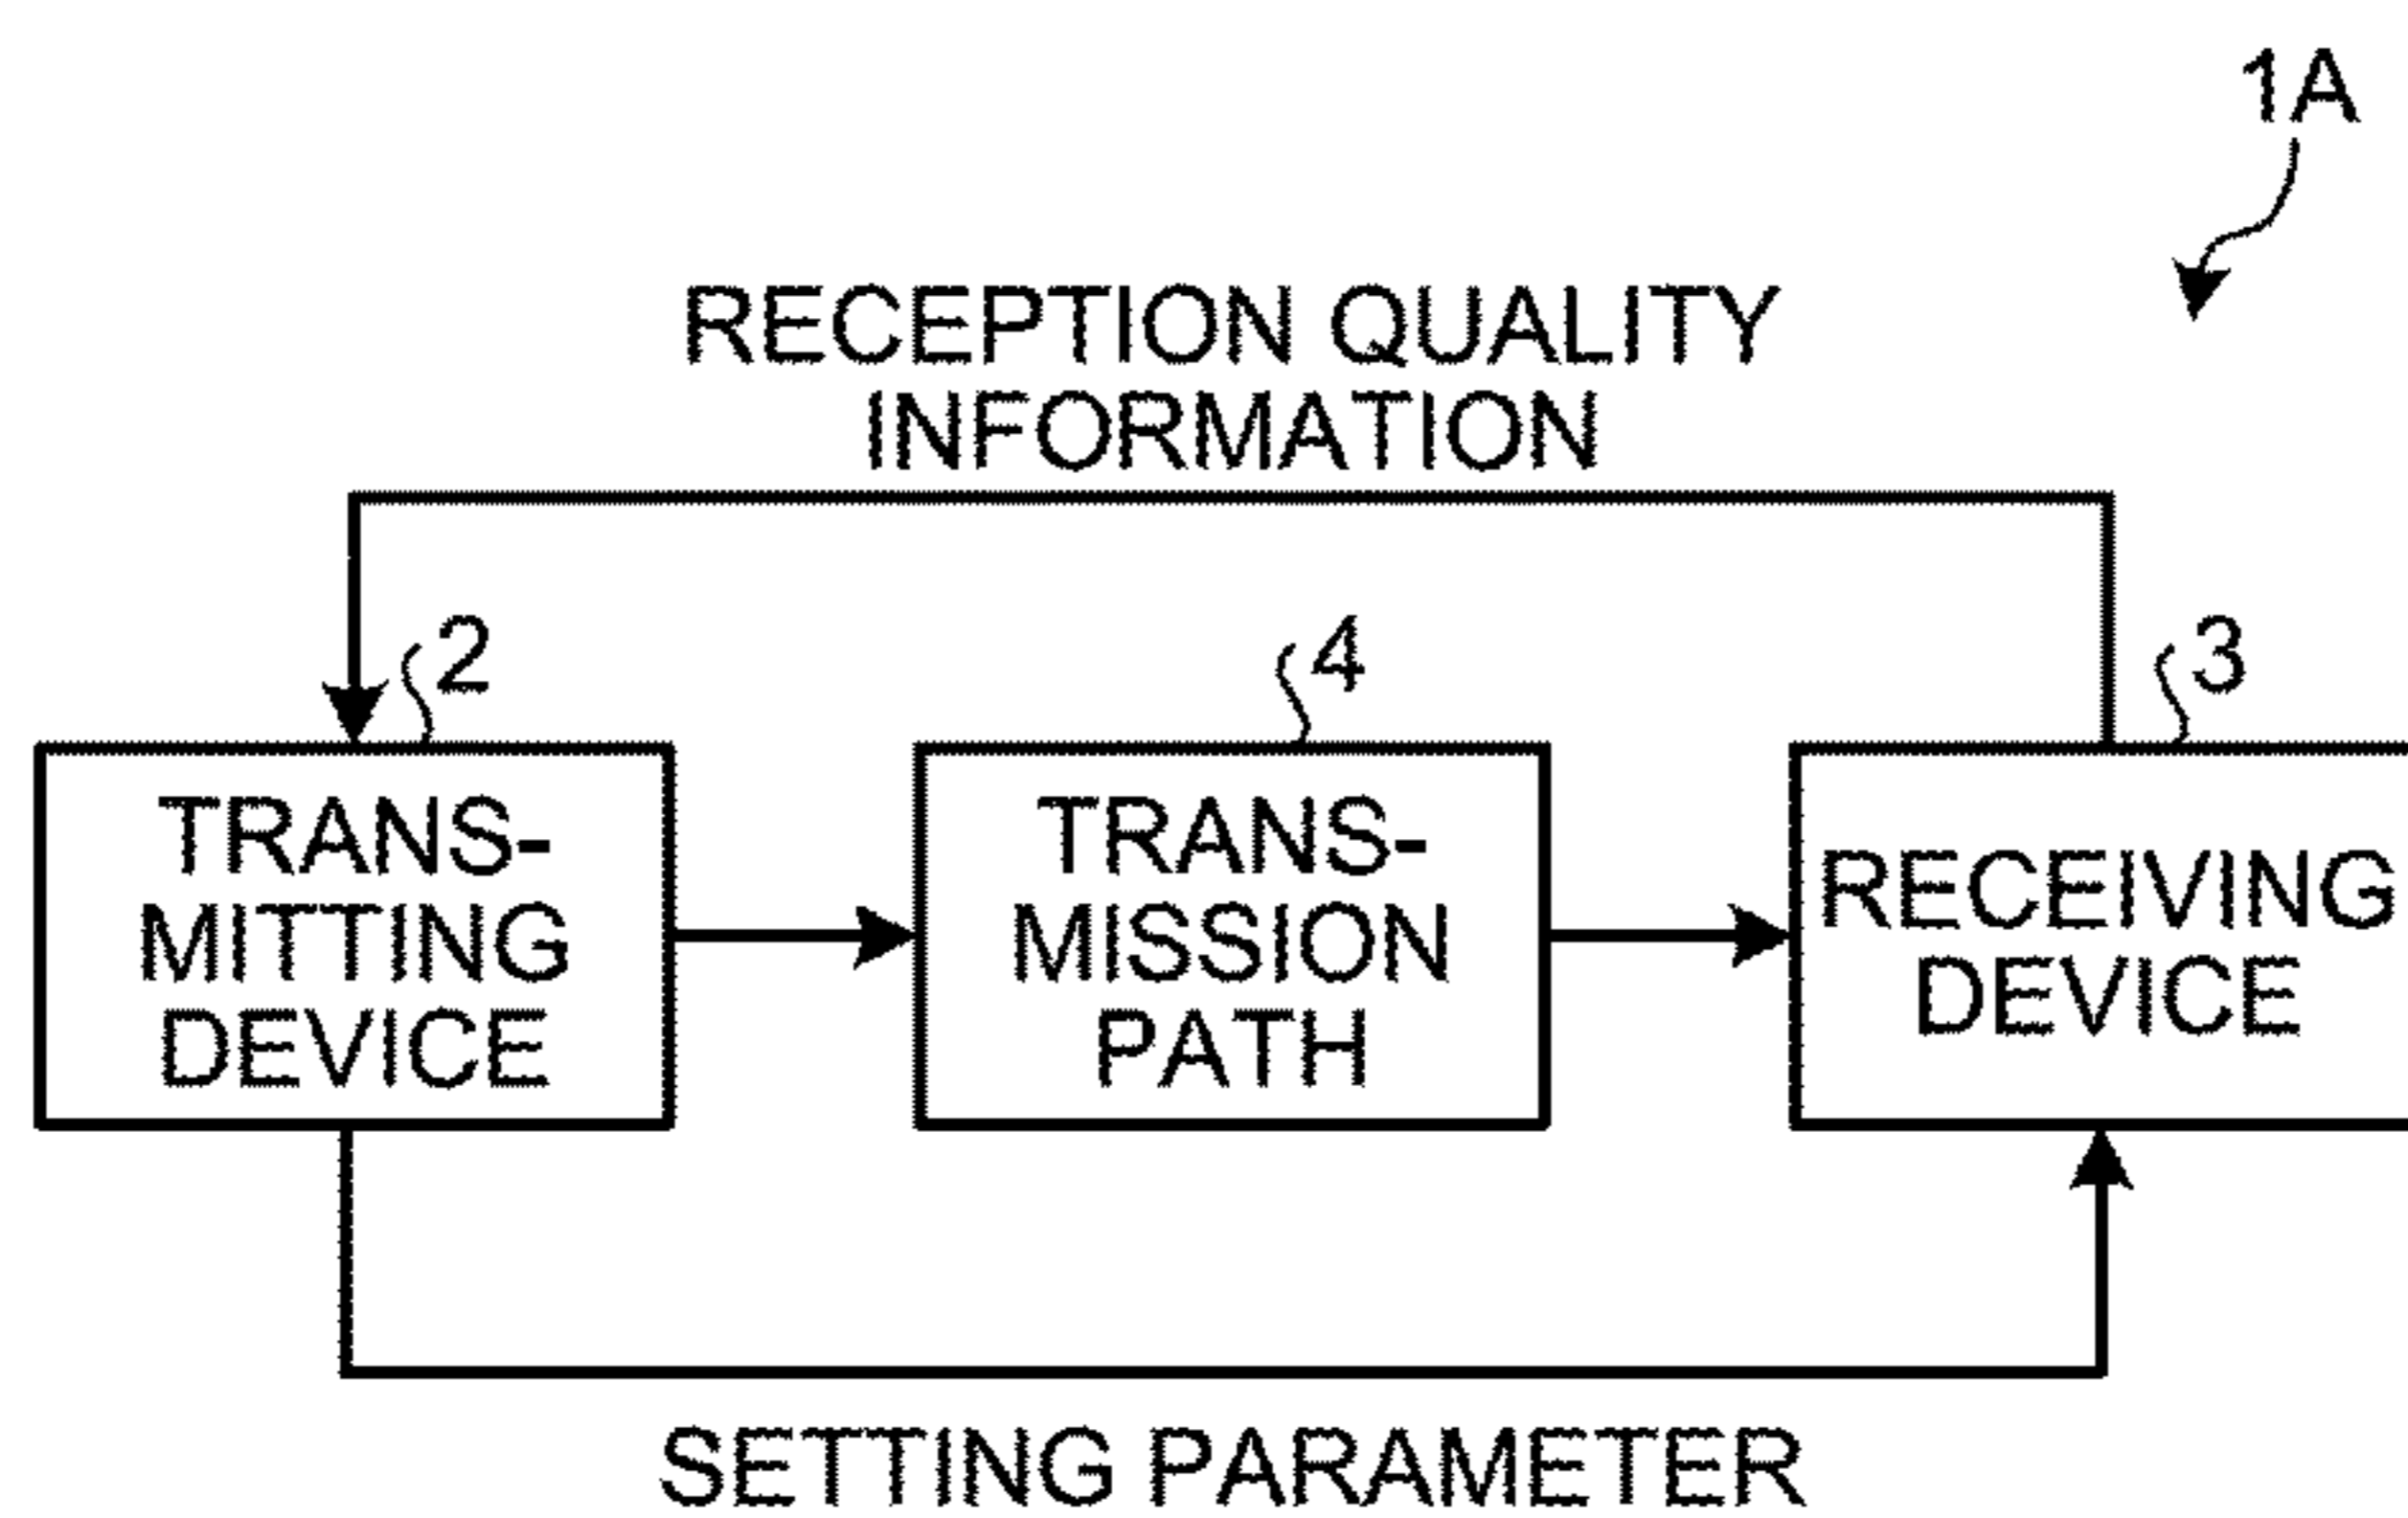 1A
RECEPTION QUALITY
INFORMATION
2
4
3
TRANS-
MITTING
DEVICE
TRANS-
MISSION
PATH
RECEIVING
DEVICE
SETTING PARAMETER